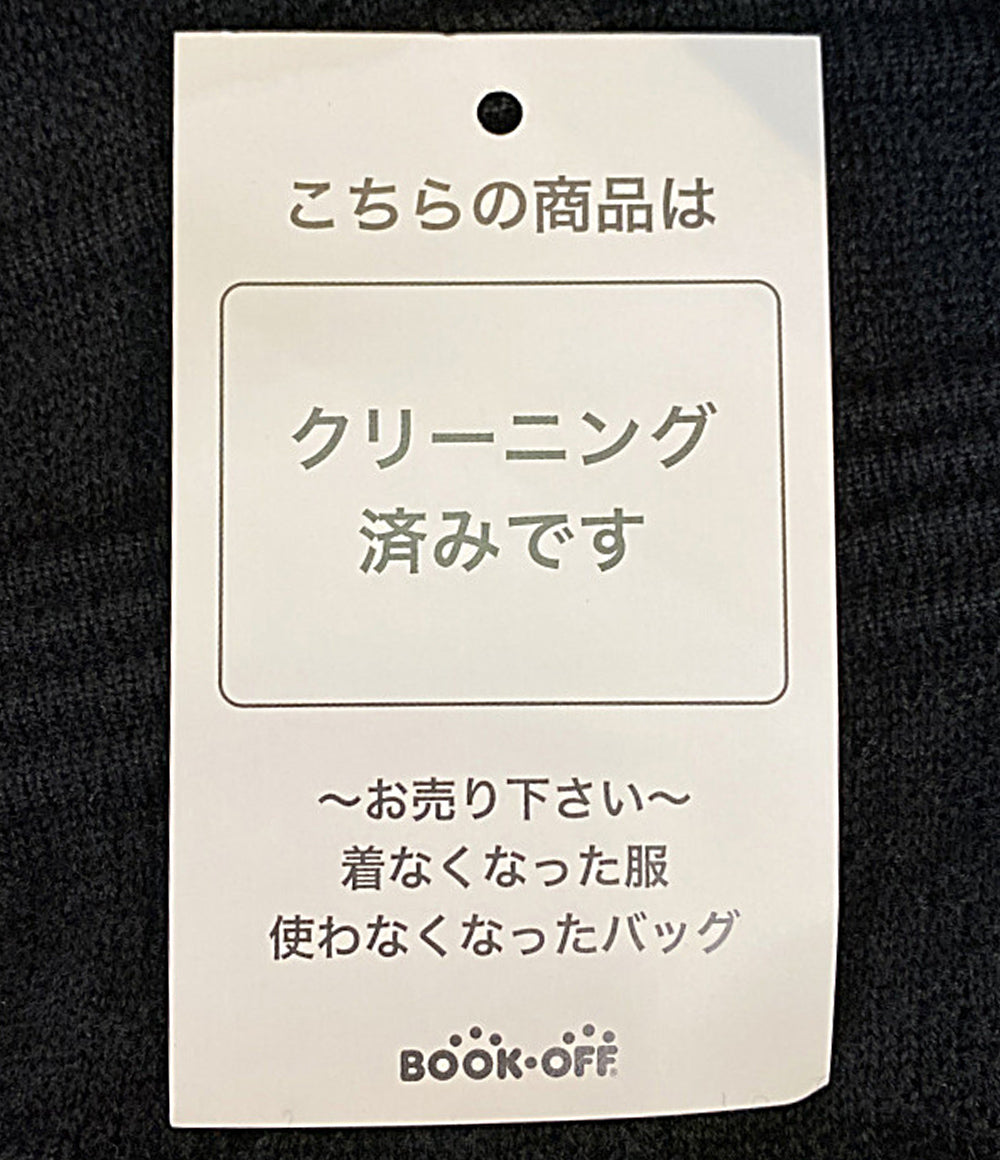 こちらの商品は
クリーニング
済みです
～お売り下さい～
着なくなった服
使わなくなったバッグ
BOOK・OFF